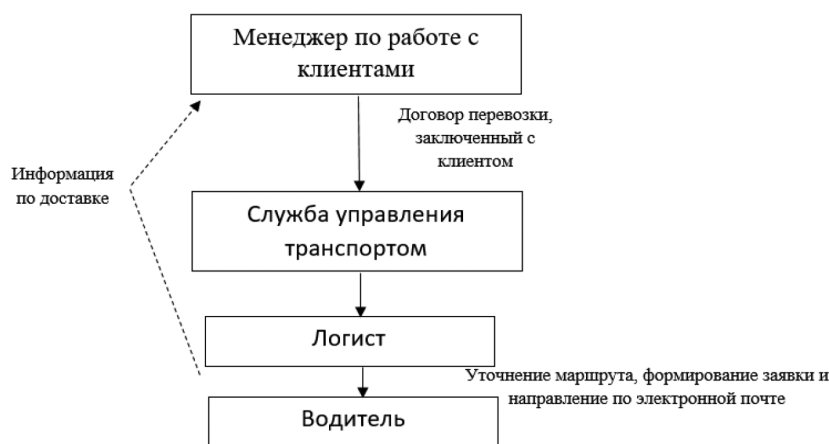 Менеджер по работе с
клиентами
Договор перевозки,
заключенный с
клиентом
Информация
по доставке
Служба управления
транспортом
Логист
Уточнение маршрута, формирование заявки и
направление по электронной почте
Водитель